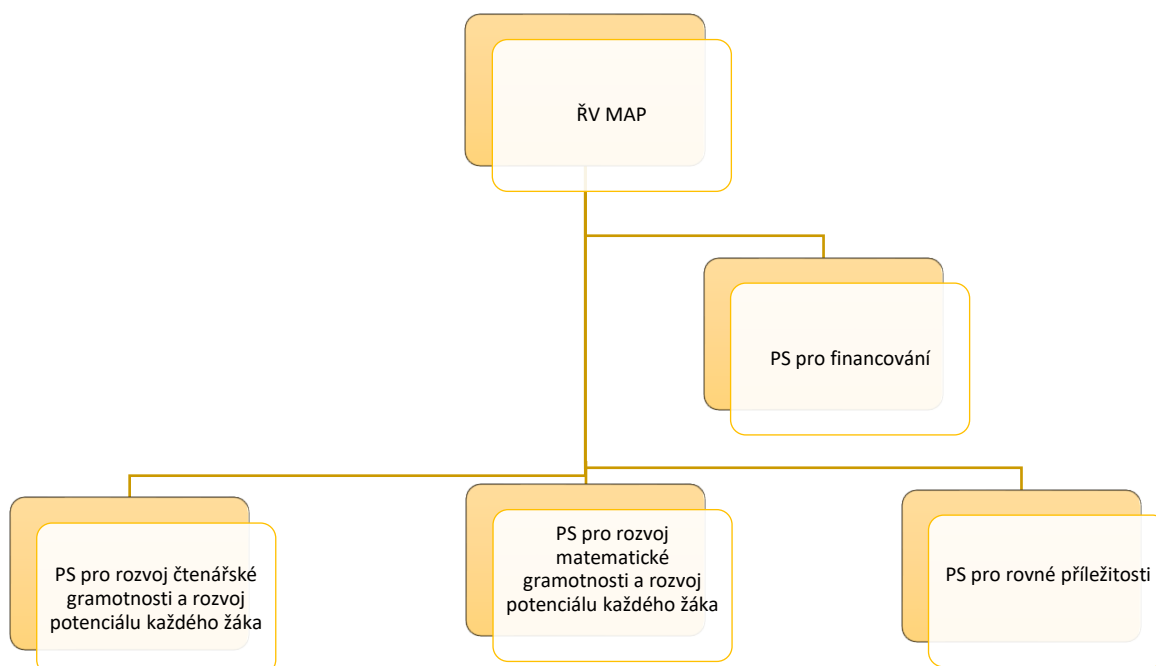 ŘV MAP
PS pro financování
PS pro rozvoj čtenářské
gramotnosti a rozvoj
potenciálu každého žáka
PS pro rozvoj
matematické
gramotnosti a rozvoj
potenciálu každého žáka
PS pro rovné příležitosti